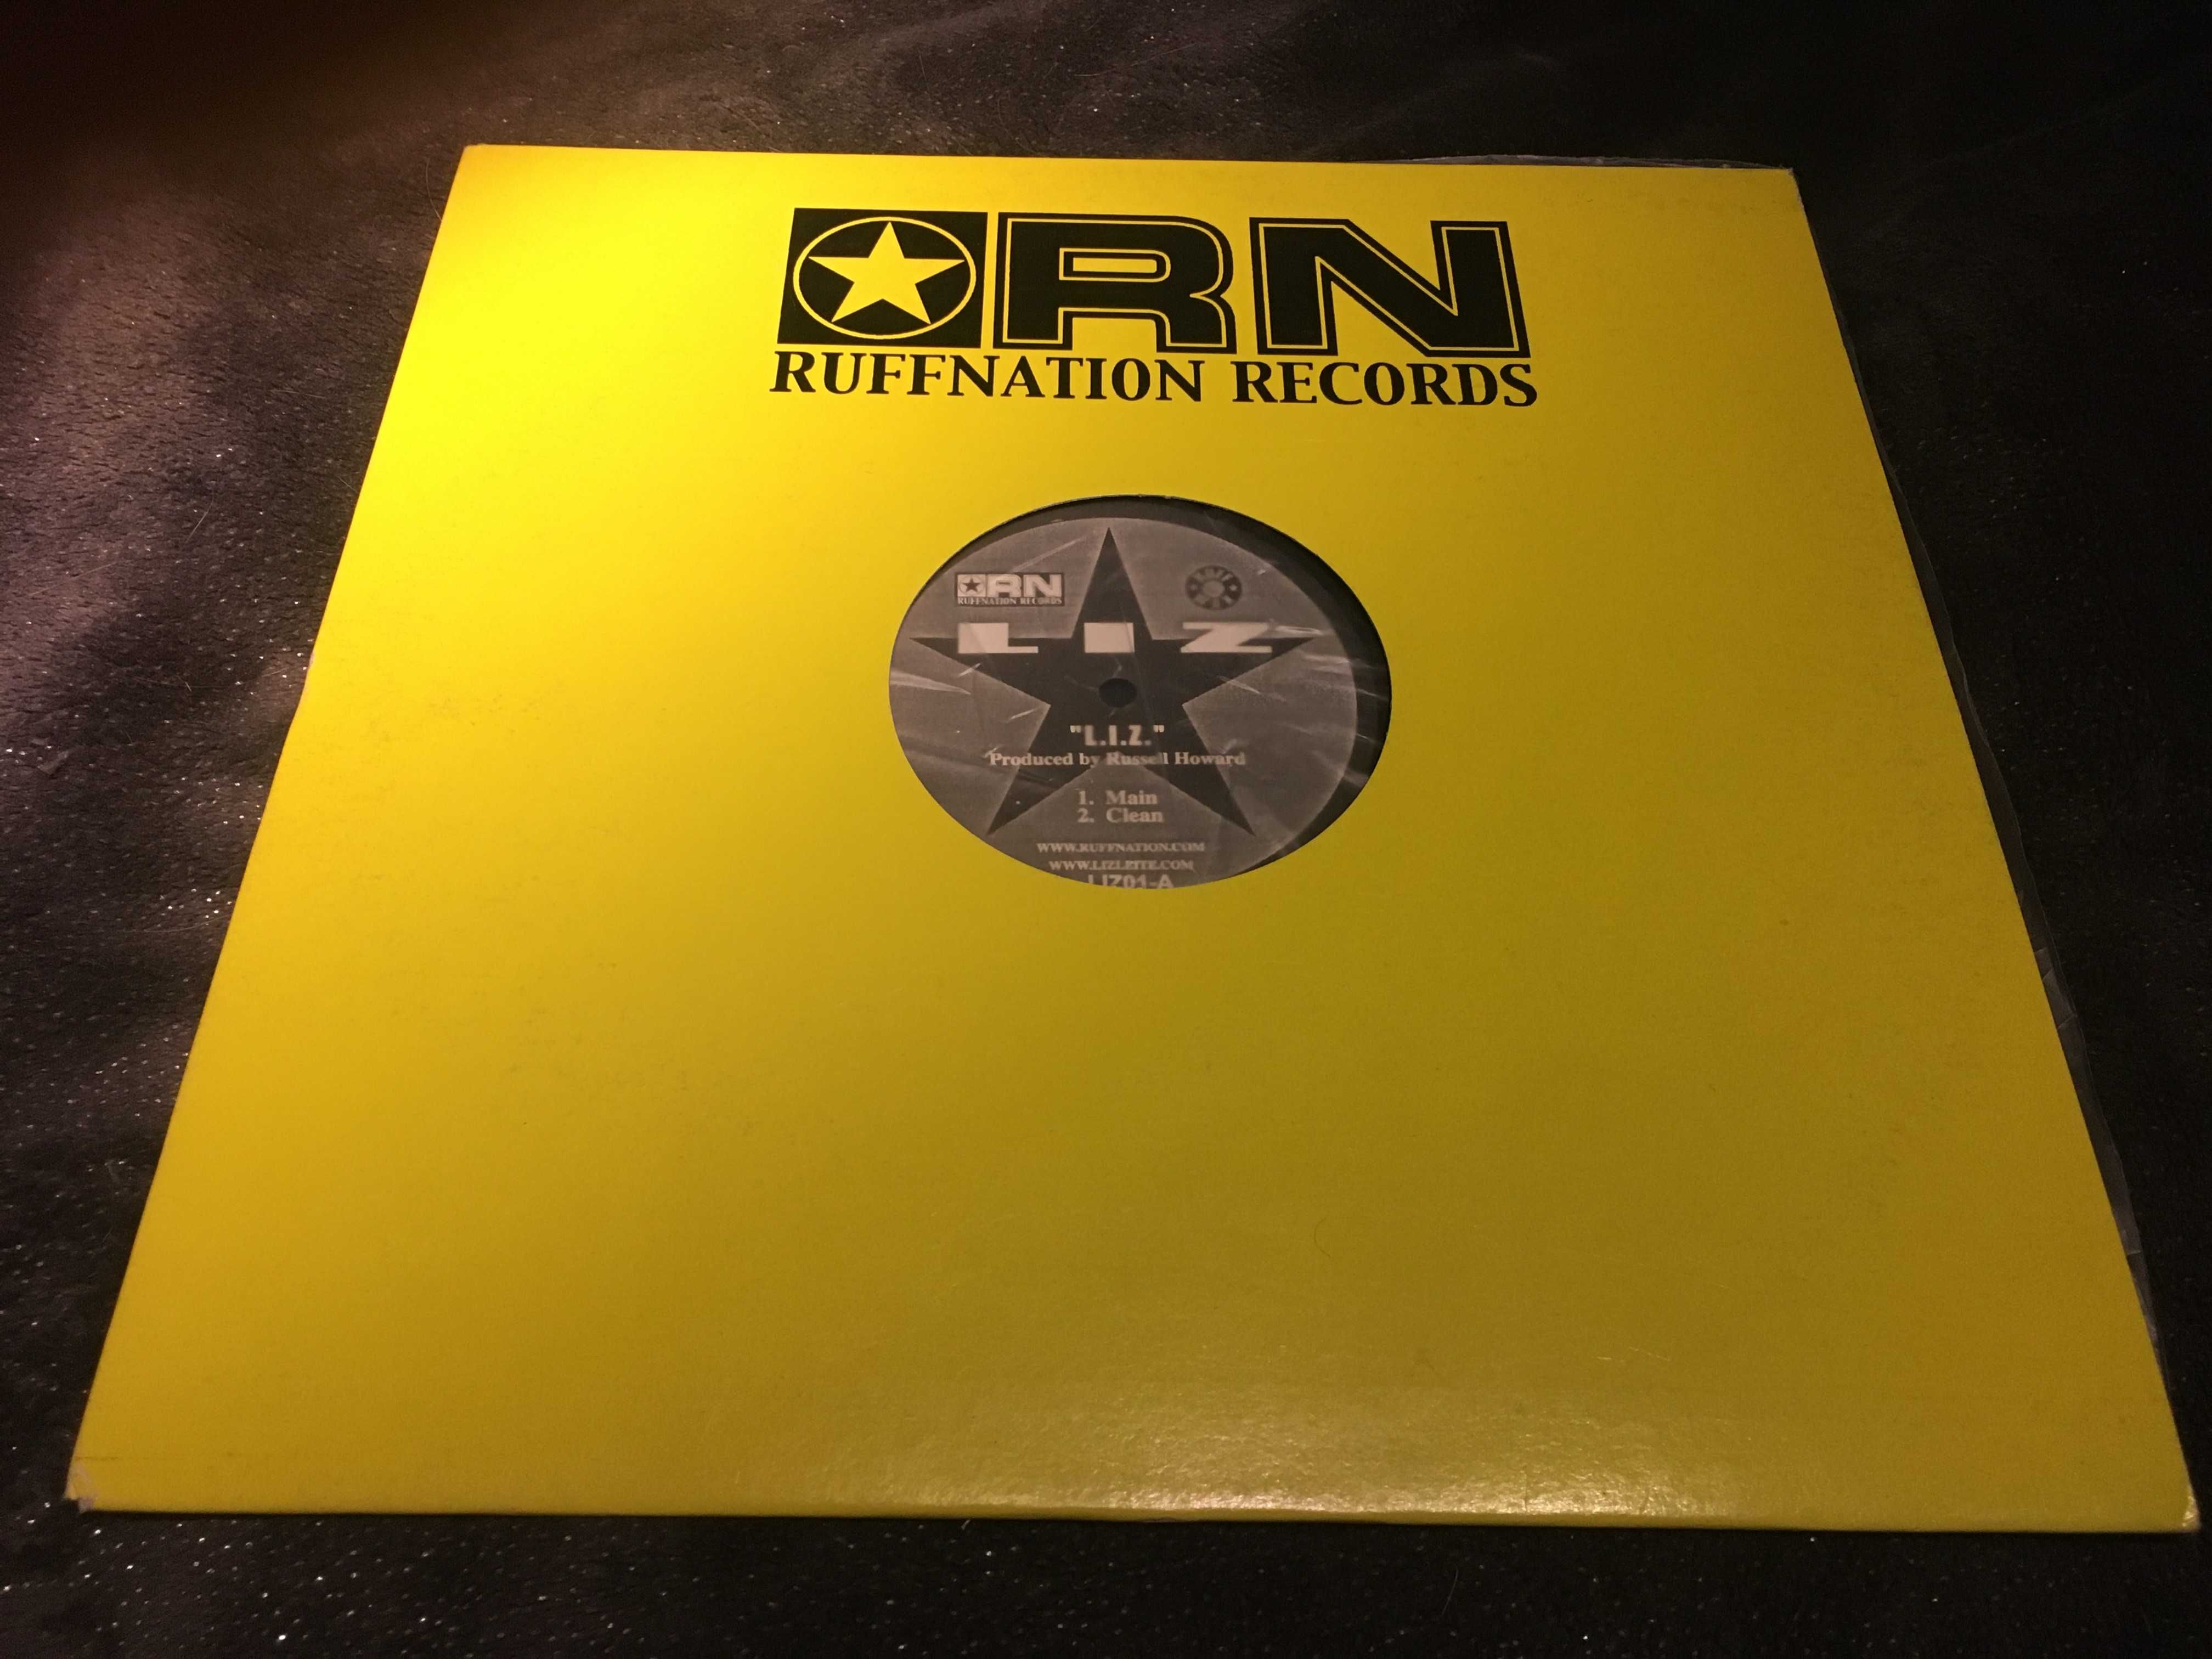 RN
RUFFNATION RECORDS
RN
RUFFNATION RECORDS
LIZ
"L.I.Z."
Produced by Russell Howard
1. Main
2. Clean
WWW.RUFFNATION.COM
WWW.LIZLEITE.COM
LIZ01-A